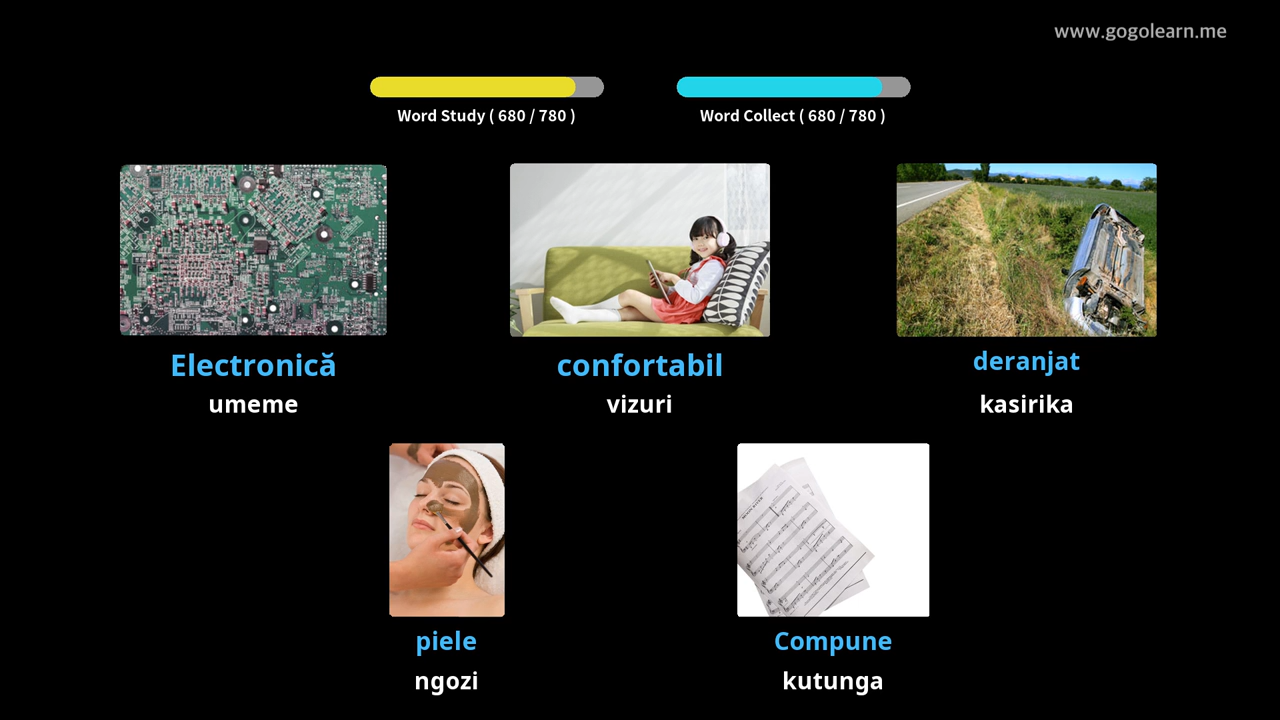 www.gogolearn.me
Word Study ( 680 / 780 )
Word Collect ( 680 / 780 )
Electronică
umeme
confortabil
vizuri
deranjat
kasirika
piele
ngozi
Compune
kutunga